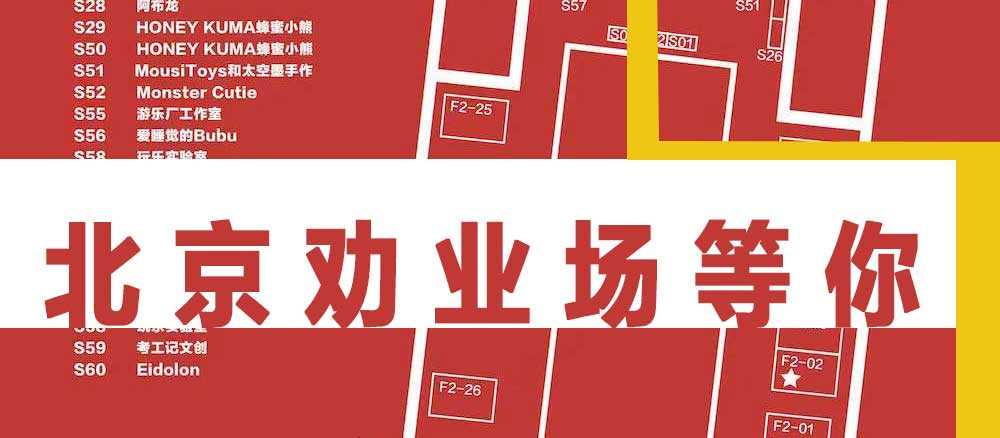 S28 阿布龙
S29 HONEY KUMA蜂蜜小熊
S50 HONEY KUMA蜂蜜小熊
S51 MousiToys和太空墨手作
S52 Monster Cutie
S55 游乐厂工作室
S56 爱睡觉的Bubu
S58 玩乐实验室
S57
S51
S01
S26
F2-25
北京劝业场等你
S59 考工记文创
S60 Eidolon
F2-26
F2-02
F2-01